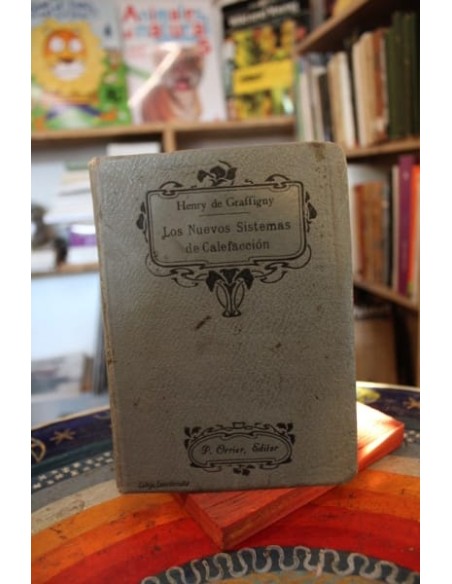 Henry de Graffigny
Los Nuevos Sistemas
de Calefacción
P. Orrier, Editor